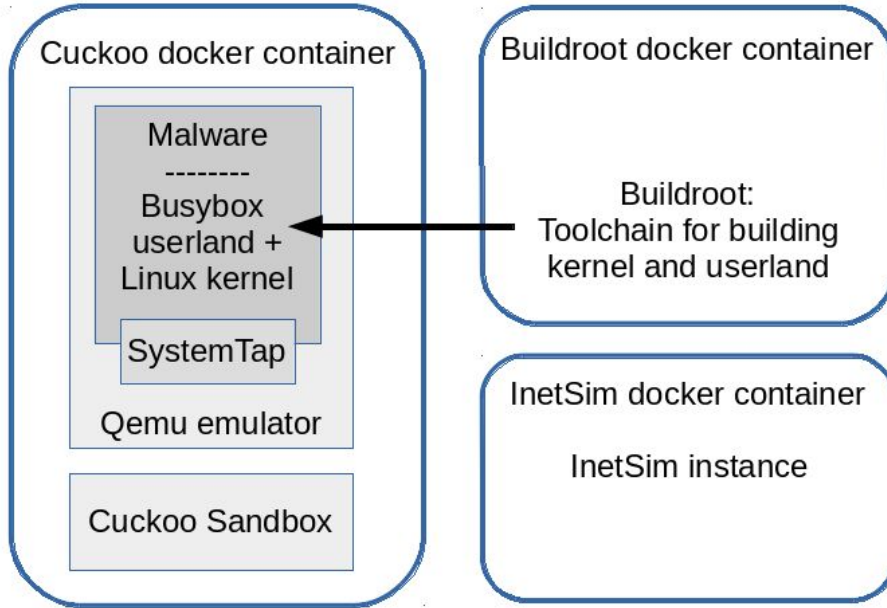 Cuckoo docker container
Malware
--------
Busybox
userland +
Linux kernel
SystemTap
Qemu emulator
Cuckoo Sandbox
Buildroot docker container
Buildroot:
Toolchain for building
kernel and userland
InetSim docker container
InetSim instance